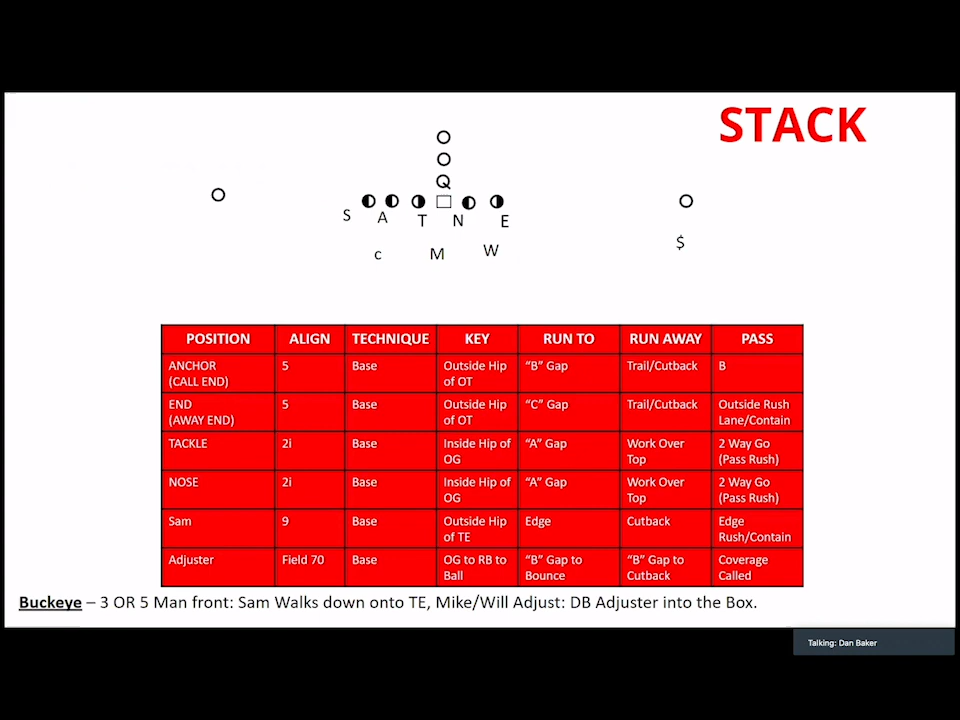 STACK
Q
S A T N E
c M W $
POSITION ALIGN TECHNIQUE KEY RUN TO RUN AWAY PASS
ANCHOR (CALL END) 5 Base Outside Hip of OT “B” Gap Trail/Cutback B
END (AWAY END) 5 Base Outside Hip of OT “C” Gap Trail/Cutback Outside Rush Lane/Contain
TACKLE 2i Base Inside Hip of OG “A” Gap Work Over Top 2 Way Go (Pass Rush)
NOSE 2i Base Inside Hip of OG “A” Gap Work Over Top 2 Way Go (Pass Rush)
Sam 9 Base Outside Hip of TE Edge Cutback Edge Rush/Contain
Adjuster Field 70 Base OG to RB to Ball “B” Gap to Bounce “B” Gap to Cutback Coverage Called
Buckeye – 3 OR 5 Man front: Sam Walks down onto TE, Mike/Will Adjust: DB Adjuster into the Box.
Talking: Dan Baker